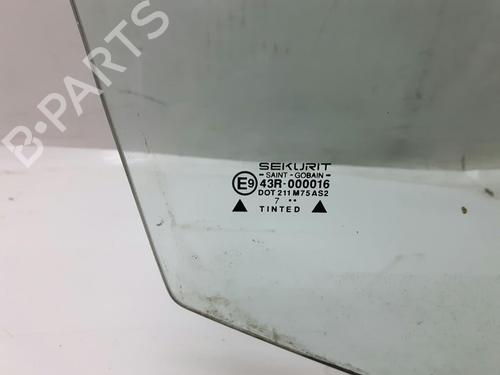 B-PARTS
SEKURIT
SAINT-GOBAIN
E9 43R-000016
DOT 211 M75 AS2
7 ••
TINTED